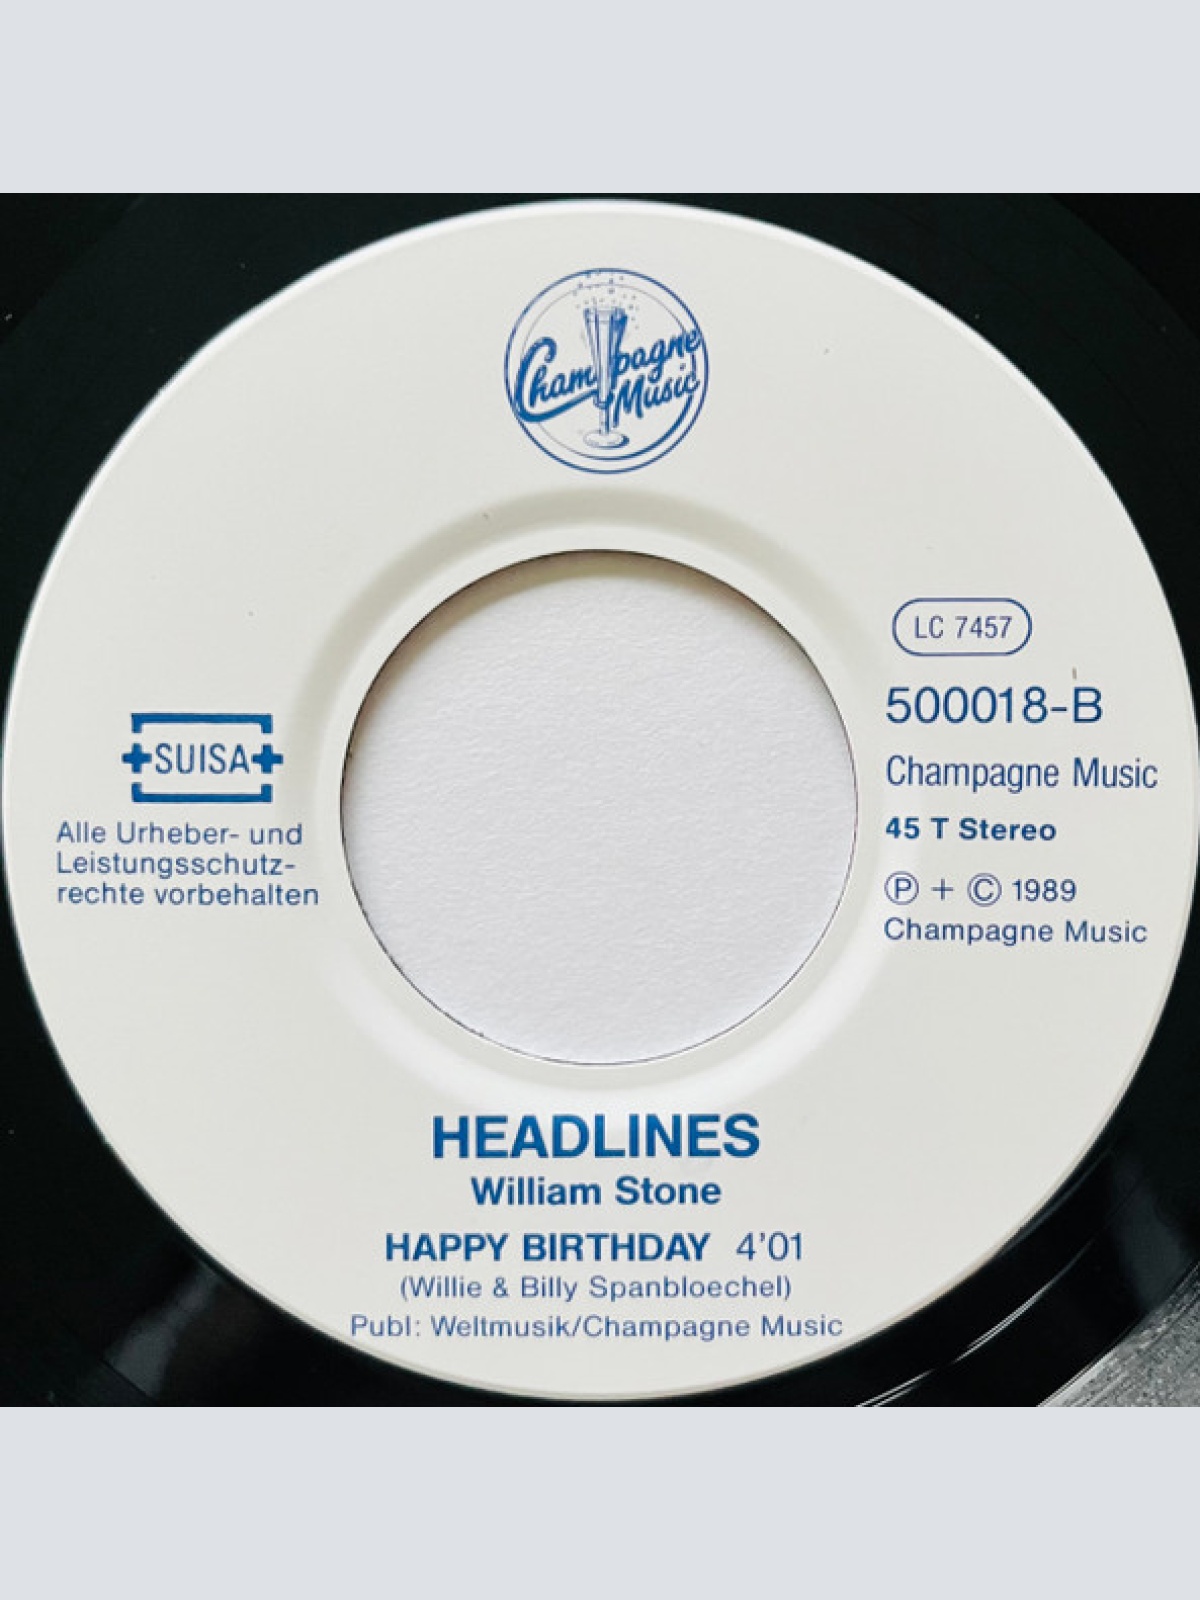 Champagne
Music
SUISA
Alle Urheber- und
Leistungsschutz-
rechte vorbehalten
LC 7457
500018-B
Champagne Music
45 T Stereo
Ⓟ + © 1989
Champagne Music
HEADLINES
William Stone
HAPPY BIRTHDAY 4'01
(Willie & Billy Spanbloechel)
Publ: Weltmusik/Champagne Music